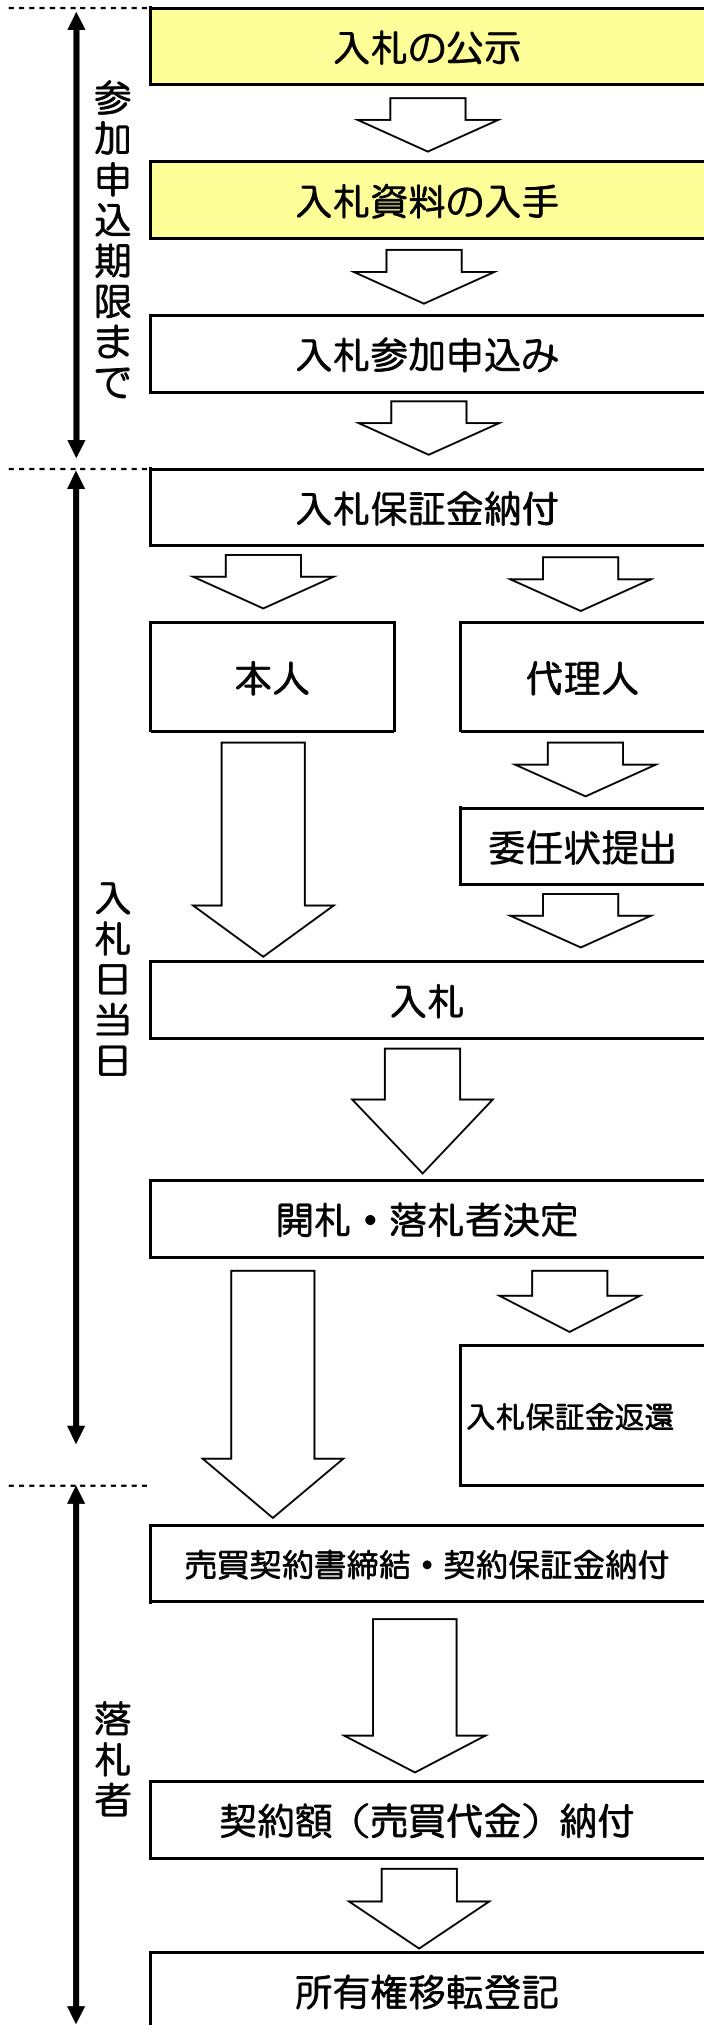 参加申込期限まで
入札の公示
入札資料の入手
入札参加申込み
入札日当日
入札保証金納付
本人
代理人
委任状提出
入札
開札・落札者決定
入札保証金返還
落札者
売買契約書締結・契約保証金納付
契約額（売買代金）納付
所有権移転登記